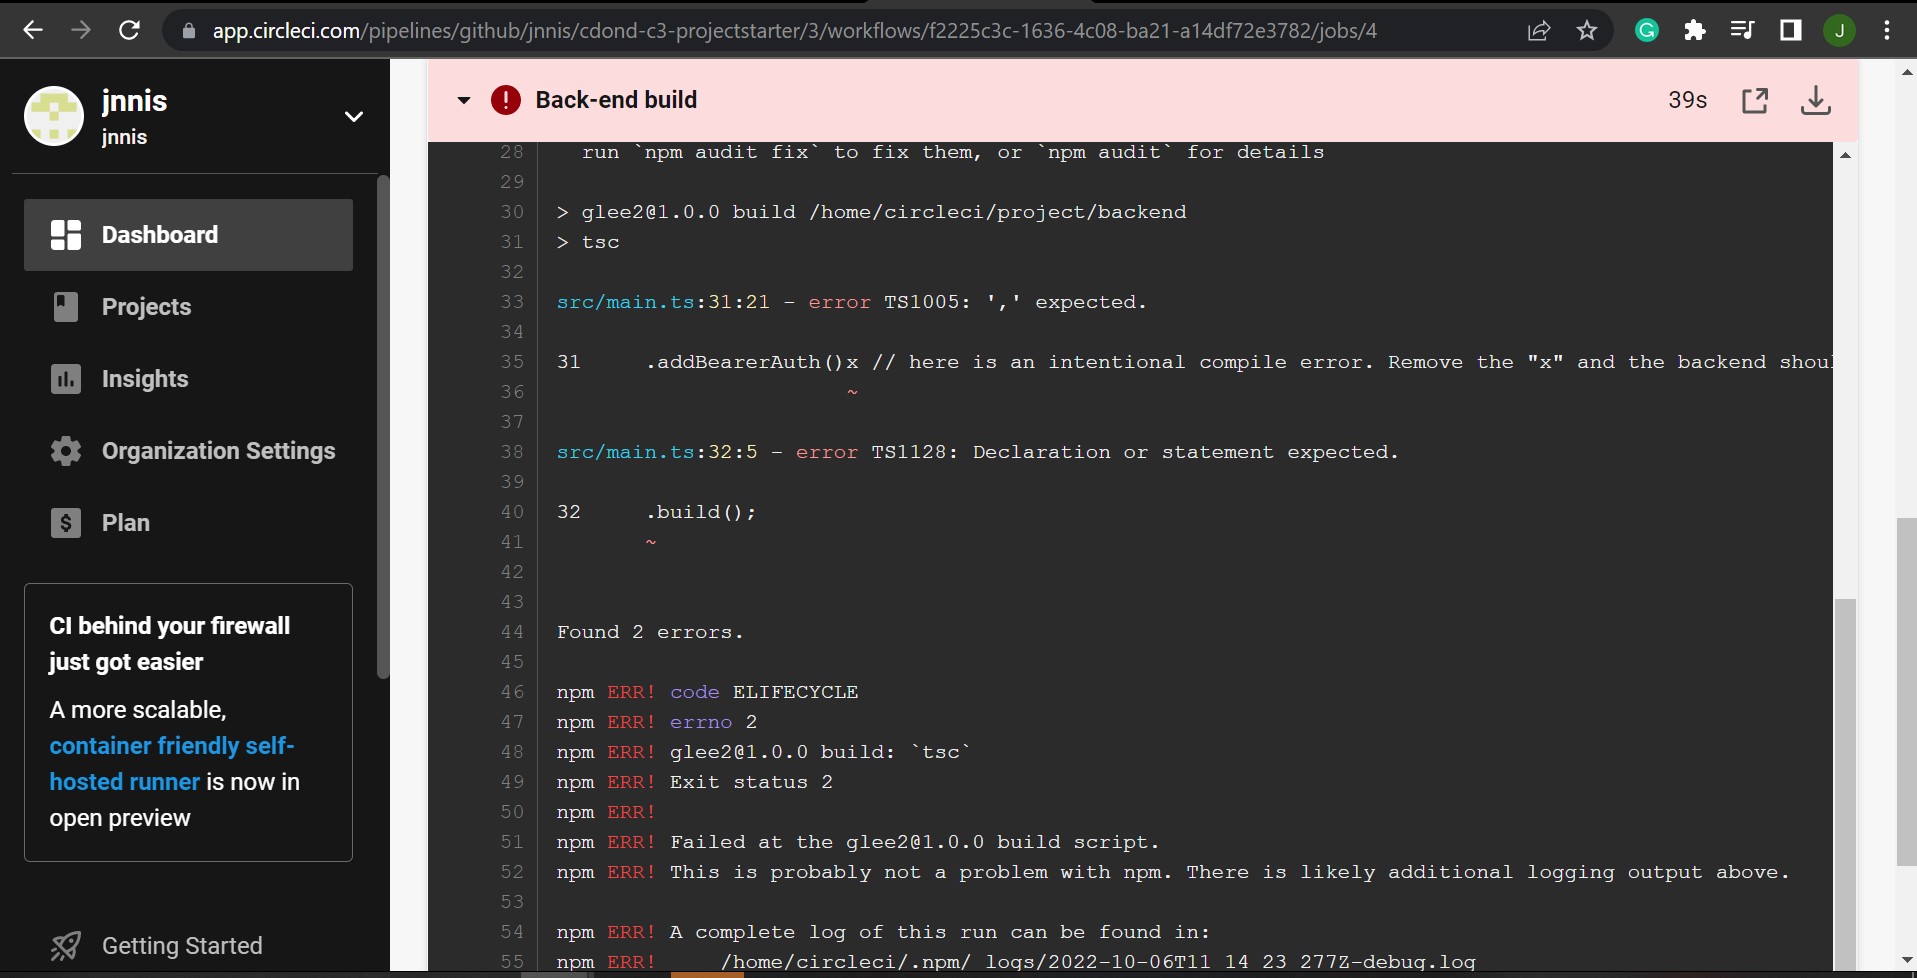 app.circleci.com/pipelines/github/jnnis/cdond-c3-projectstarter/3/workflows/f2225c3c-1636-4c08-ba21-a14df72e3782/jobs/4
G
J
jnnis
jnnis
Dashboard
Projects
Insights
Organization Settings
$ Plan
CI behind your firewall
just got easier
A more scalable,
container friendly self-
hosted runner is now in
open preview
Getting Started
! Back-end build 39s
28 run `npm audit fix` to fix them, or `npm audit` for details
29
30 > glee2@1.0.0 build /home/circleci/project/backend
31 > tsc
32
33 src/main.ts:31:21 - error TS1005: ',' expected.
34
35 31 .addBearerAuth()x // here is an intentional compile error. Remove the "x" and the backend shoul
36 ~
37
38 src/main.ts:32:5 - error TS1128: Declaration or statement expected.
39
40 32 .build();
41 ~
42
43
44 Found 2 errors.
45
46 npm ERR! code ELIFECYCLE
47 npm ERR! errno 2
48 npm ERR! glee2@1.0.0 build: `tsc`
49 npm ERR! Exit status 2
50 npm ERR!
51 npm ERR! Failed at the glee2@1.0.0 build script.
52 npm ERR! This is probably not a problem with npm. There is likely additional logging output above.
53
54 npm ERR! A complete log of this run can be found in:
55 npm ERR! /home/circleci/.npm/_logs/2022-10-06T11_14_23_277Z-debug.log